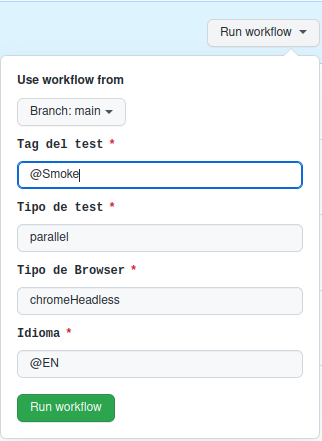 Run workflow
Use workflow from
Branch: main
Tag del test *
@Smoke
Tipo de test *
parallel
Tipo de Browser *
chromeHeadless
Idioma *
@EN
Run workflow